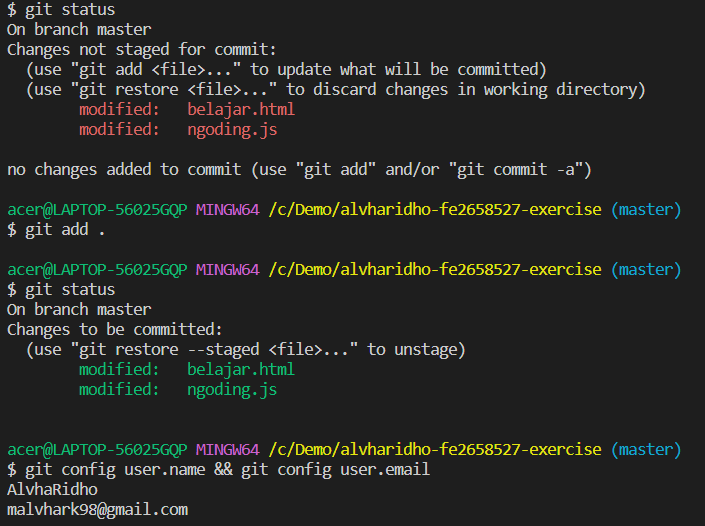 $ git status
On branch master
Changes not staged for commit:
  (use "git add <file>..." to update what will be committed)
  (use "git restore <file>..." to discard changes in working directory)
        modified:   belajar.html
        modified:   ngoding.js

no changes added to commit (use "git add" and/or "git commit -a")

acer@LAPTOP-56025GQP MINGW64 /c/Demo/alvharidho-fe2658527-exercise (master)
$ git add .

acer@LAPTOP-56025GQP MINGW64 /c/Demo/alvharidho-fe2658527-exercise (master)
$ git status
On branch master
Changes to be committed:
  (use "git restore --staged <file>..." to unstage)
        modified:   belajar.html
        modified:   ngoding.js


acer@LAPTOP-56025GQP MINGW64 /c/Demo/alvharidho-fe2658527-exercise (master)
$ git config user.name && git config user.email
AlvhaRidho
malvhark98@gmail.com